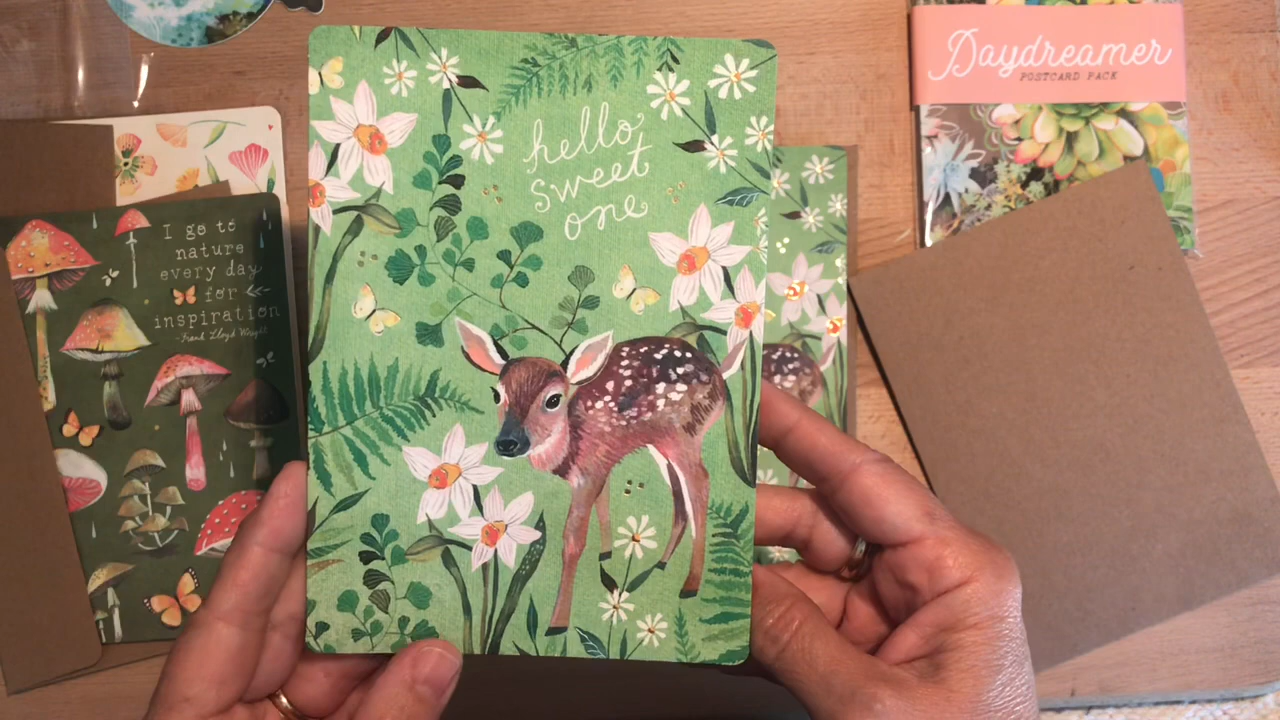 hello
sweet
one
I go to
nature
every day
for
inspiration
-Frank Lloyd Wright
Daydreamer
POSTCARD PACK